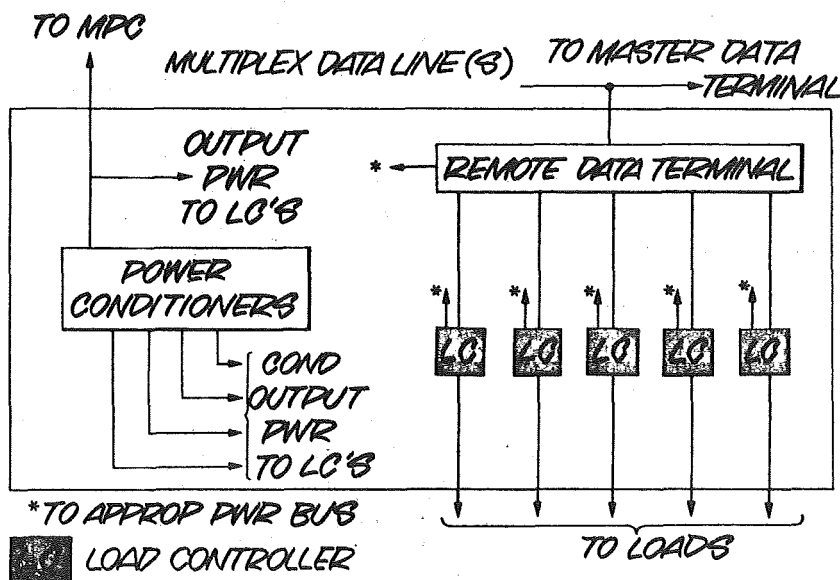 TO MPC
MULTIPLEX DATA LINE(S)
TO MASTER DATA
TERMINAL
OUTPUT
PWR
TO LC'S
* REMOTE DATA TERMINAL
POWER
CONDITIONERS
* * * * *
LC LC LC LC LC
COND
OUTPUT
PWR
TO LC'S
*TO APPROP PWR BUS
TO LOADS
LC LOAD CONTROLLER